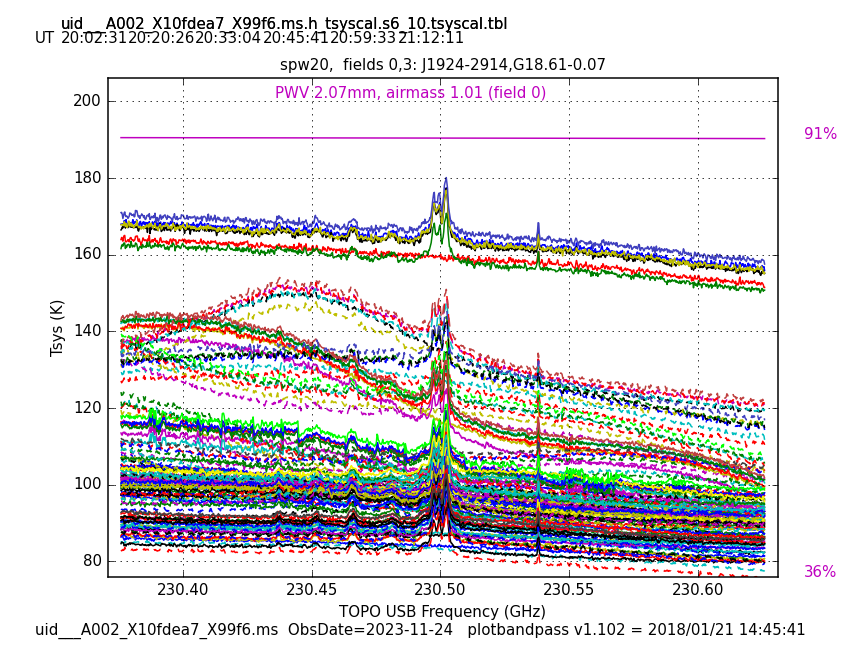 uid___A002_X10fdea7_X99f6.ms.h_tsyscal.s6_10.tsyscal.tbl
UT 20:02:31 20:20:26 20:33:04 20:45:41 20:59:33 21:12:11
spw20, fields 0,3: J1924-2914,G18.61-0.07
PWV 2.07mm, airmass 1.01 (field 0)
200
91%
180
160
Tsys (K)
140
120
100
80
36%
230.40 230.45 230.50 230.55 230.60
TOPO USB Frequency (GHz)
uid___A002_X10fdea7_X99f6.ms ObsDate=2023-11-24 plotbandpass v1.102 = 2018/01/21 14:45:41